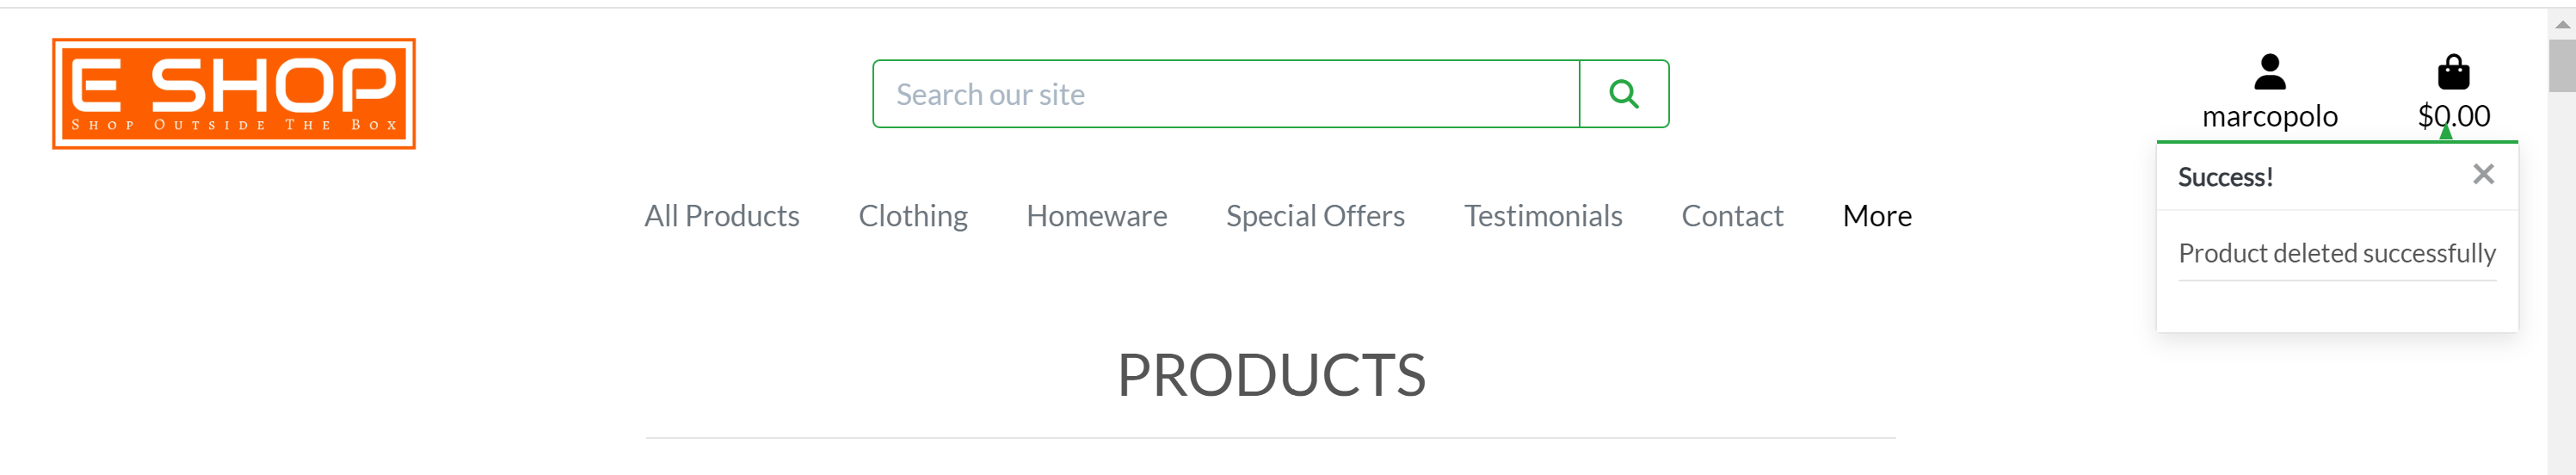 E SHOP
Shop Outside The Box
Search our site
marcopolo
$0.00
Success!
Product deleted successfully
All Products Clothing Homeware Special Offers Testimonials Contact More
PRODUCTS